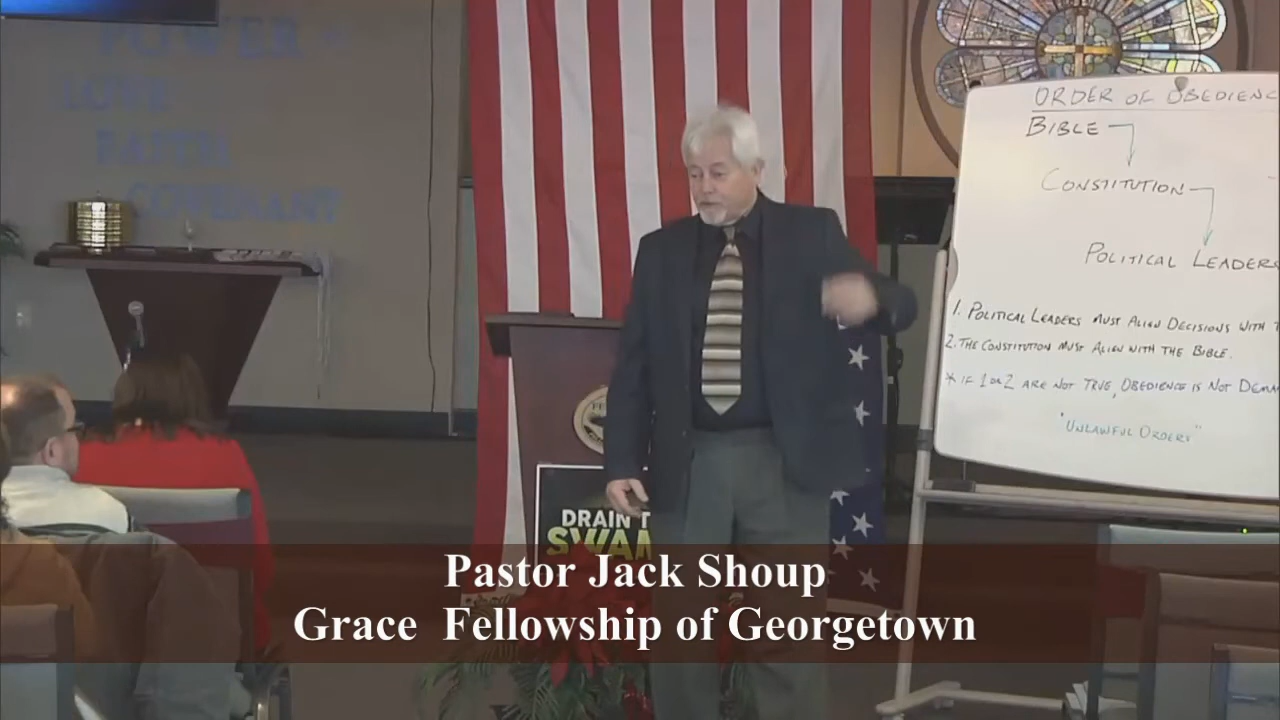 POWER
LOVE
FAITH
COVENANT
ORDER OF OBEDIENC
BIBLE
CONSTITUTION
POLITICAL LEADERS
1. POLITICAL LEADERS MUST ALIGN DECISIONS WITH T
2. THE CONSTITUTION MUST ALIGN WITH THE BIBLE.
* IF 1 OR 2 ARE NOT TRUE, OBEDIENCE IS NOT DEMA
"UNLAWFUL ORDERS"
DRAIN T
SWAM
Pastor Jack Shoup
Grace Fellowship of Georgetown